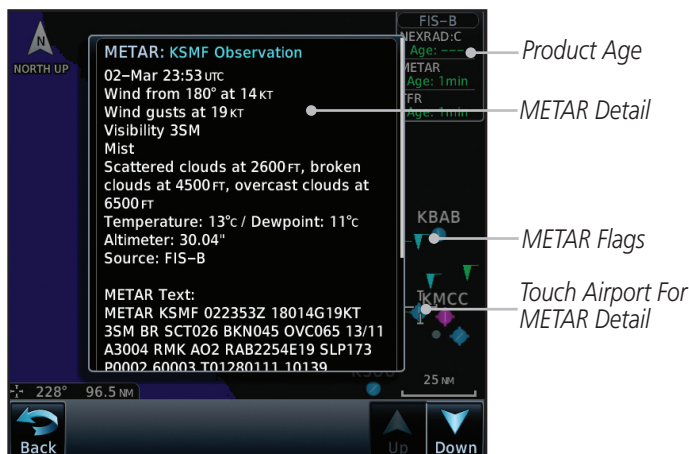 FIS–B
NEXRAD:C
Age: ---
METAR
Age: 1min
TFR
Age: 1min
N
NORTH UP
METAR: KSMF Observation
02–Mar 23:53 UTC
Wind from 180° at 14 KT
Wind gusts at 19 KT
Visibility 3SM
Mist
Scattered clouds at 2600 FT, broken
clouds at 4500 FT, overcast clouds at
6500 FT
Temperature: 13°C / Dewpoint: 11°C
Altimeter: 30.04"
Source: FIS–B
METAR Text:
METAR KSMF 022353Z 18014G19KT
3SM BR SCT026 BKN045 OVC065 13/11
A3004 RMK AO2 RAB2254E19 SLP173
P0002 60003 T01280111 10139
KBAB
KMCC
25 NM
228° 96.5 NM
Back
Up
Down
Product Age
METAR Detail
METAR Flags
Touch Airport For
METAR Detail